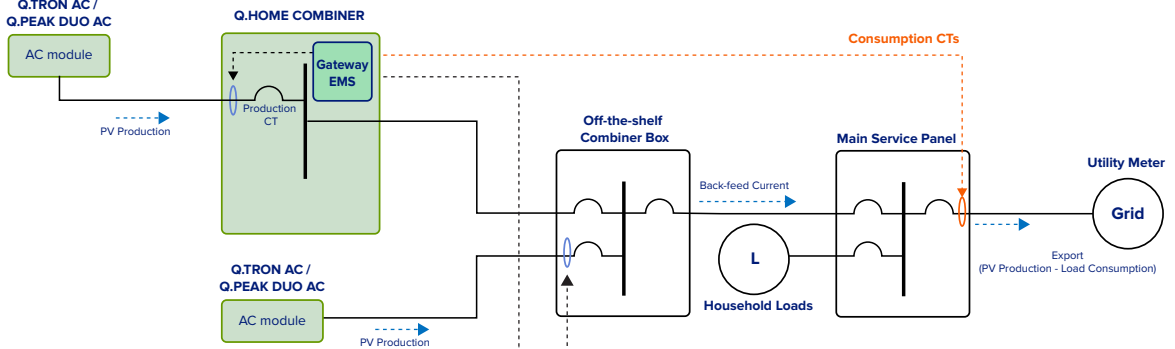 Q.TRON AC /
Q.PEAK DUO AC
AC module
PV Production
Q.HOME COMBINER
Gateway
EMS
Production
CT
Consumption CTs
Off-the-shelf
Combiner Box
Back-feed Current
Main Service Panel
Utility Meter
Grid
L
Household Loads
Export
(PV Production - Load Consumption)
Q.TRON AC /
Q.PEAK DUO AC
AC module
PV Production